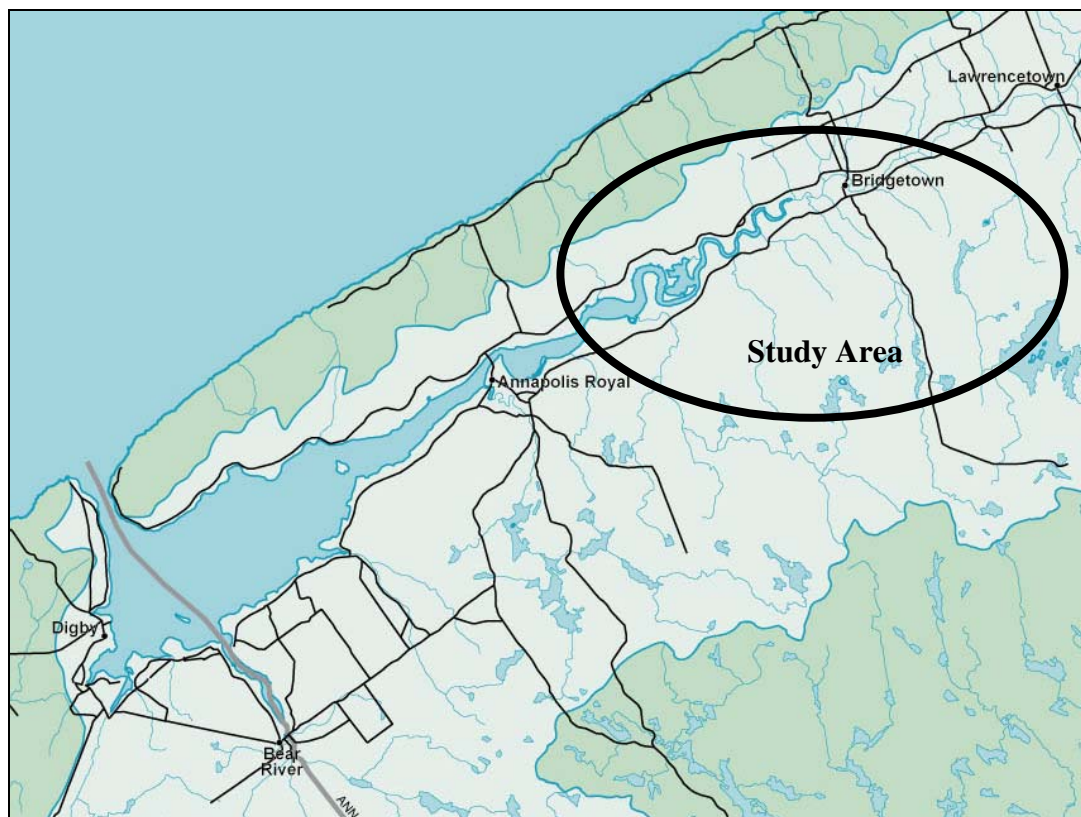 Lawrencetown
Bridgetown
Study Area
Annapolis Royal
Digby
Bear
River
ANN